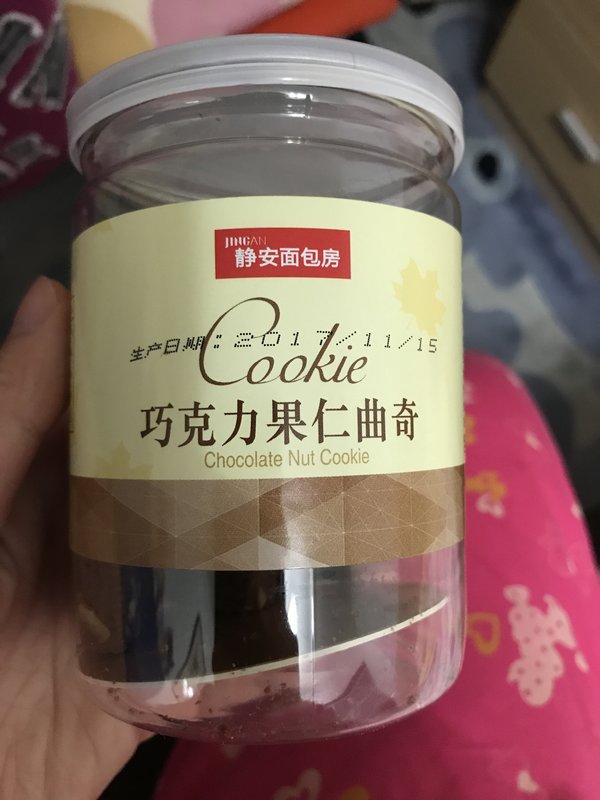 JINGAN
静安面包房
生产日期:2017/11/15
Cookie
巧克力果仁曲奇
Chocolate Nut Cookie